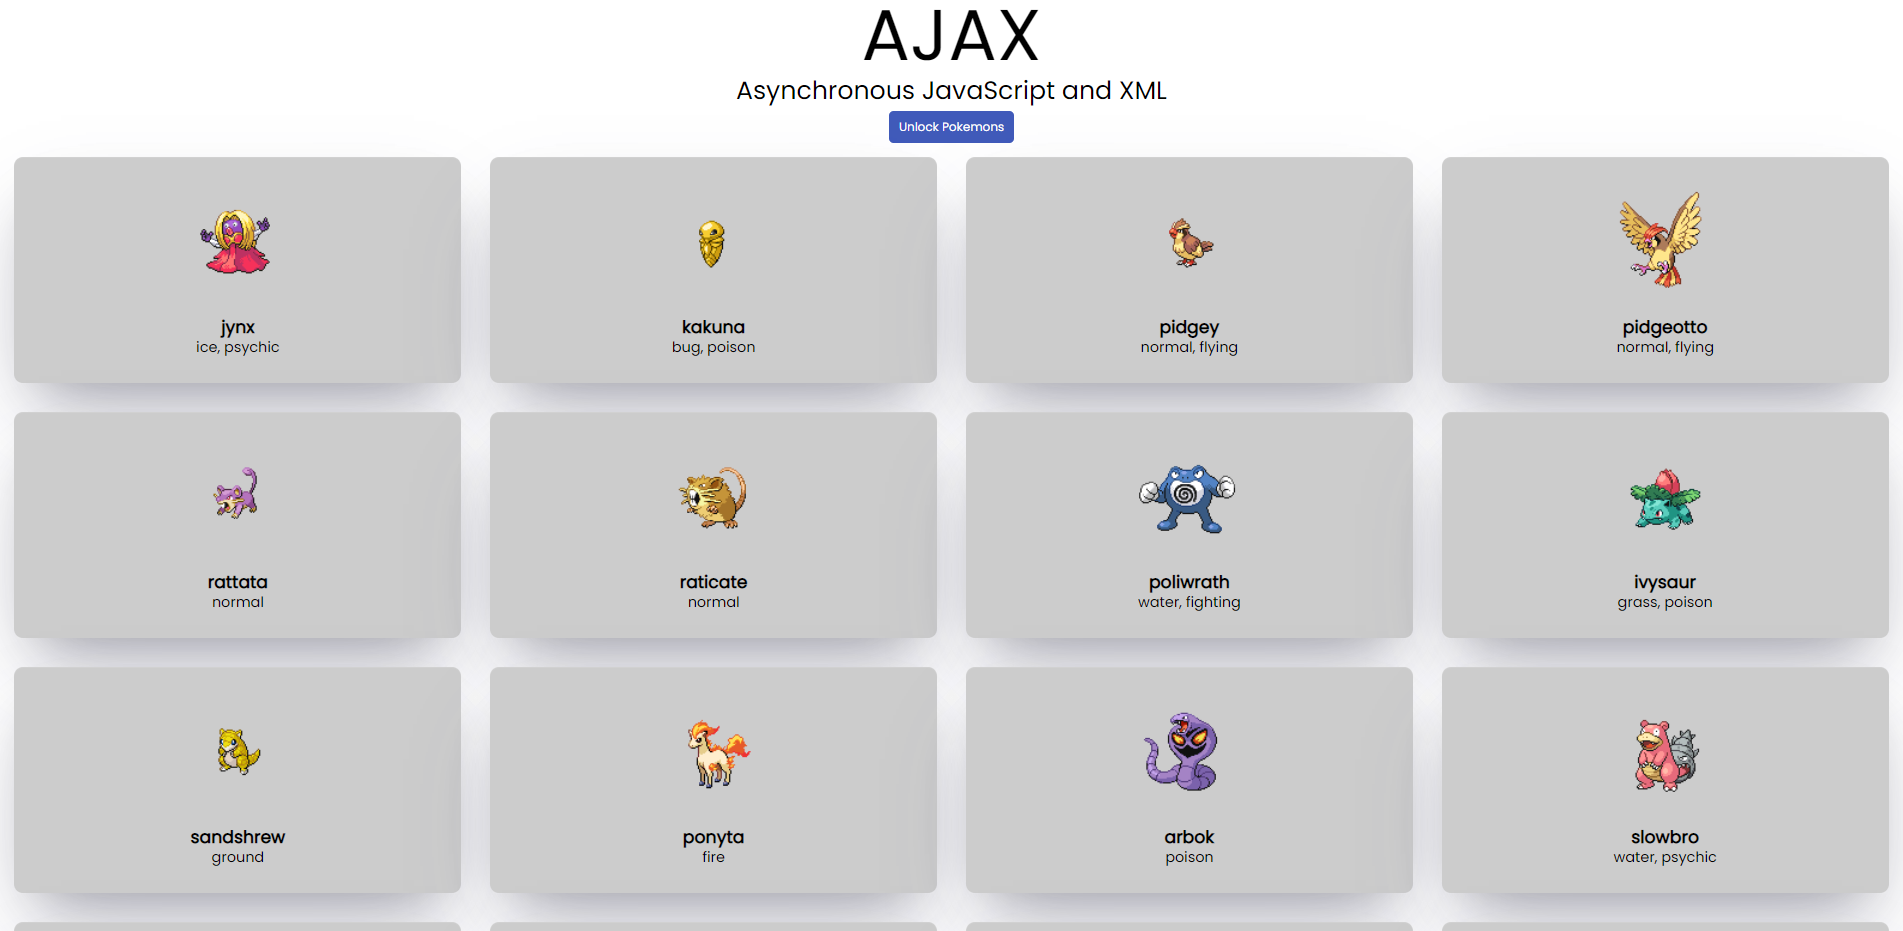 AJAX
Asynchronous JavaScript and XML
Unlock Pokemons
jynx
ice, psychic
kakuna
bug, poison
pidgey
normal, flying
pidgeotto
normal, flying
rattata
normal
raticate
normal
poliwrath
water, fighting
ivysaur
grass, poison
sandshrew
ground
ponyta
fire
arbok
poison
slowbro
water, psychic